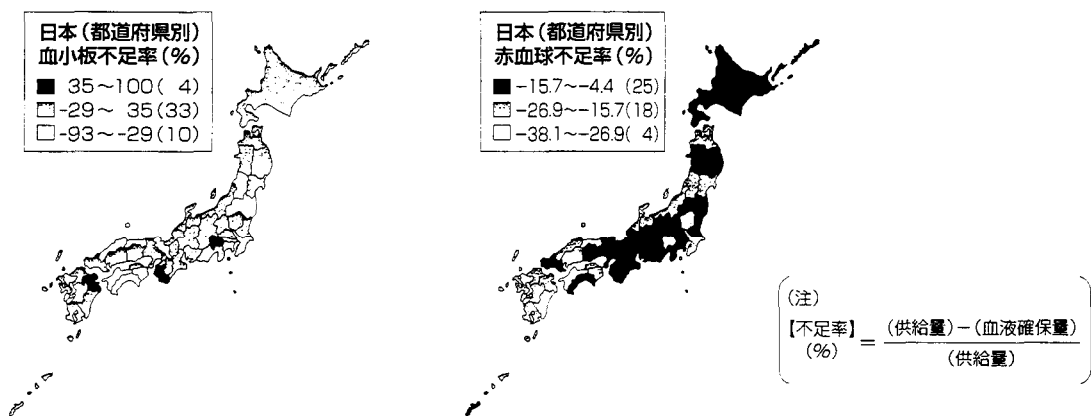 日本(都道府県別)
血小板不足率(%)
35~100( 4)
-29~ 35(33)
-93~-29(10)
日本(都道府県別)
赤血球不足率(%)
-15.7~-4.4 (25)
-26.9~-15.7(18)
-38.1~-26.9( 4)
(注)
【不足率】(%) = (供給量)-(血液確保量)
(供給量)